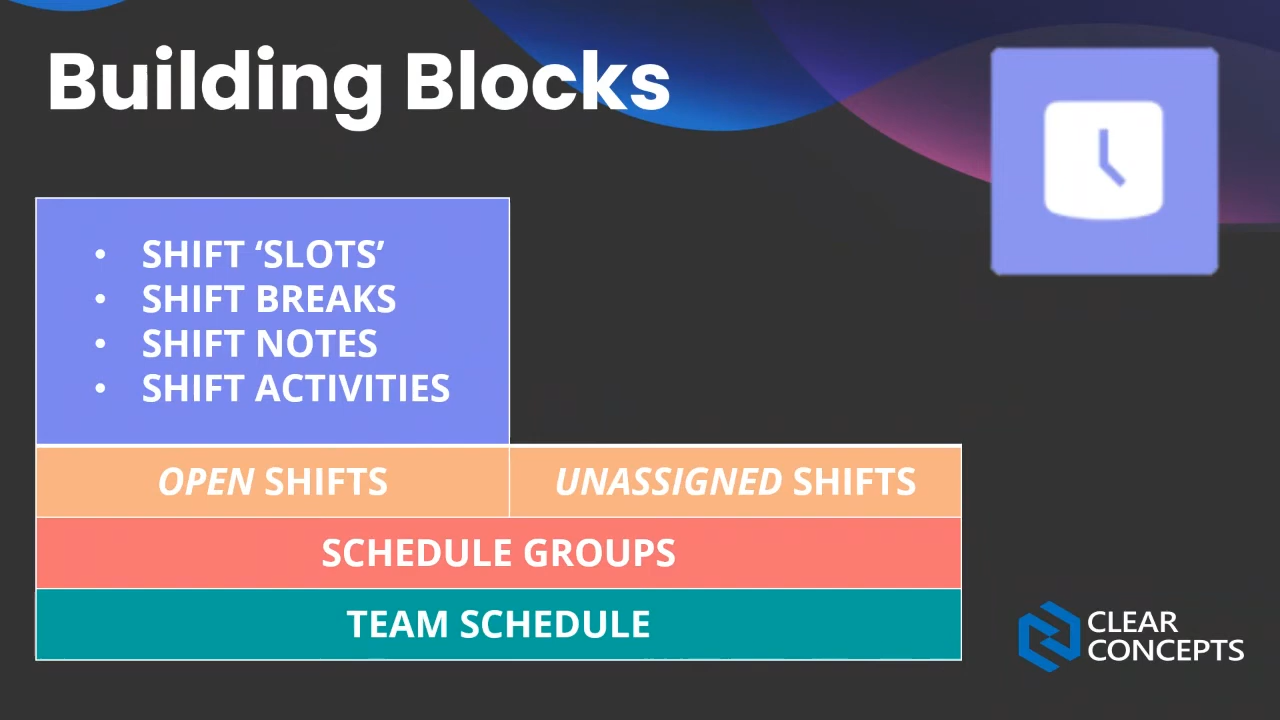 Building Blocks
• SHIFT ‘SLOTS’
• SHIFT BREAKS
• SHIFT NOTES
• SHIFT ACTIVITIES
OPEN SHIFTS
UNASSIGNED SHIFTS
SCHEDULE GROUPS
TEAM SCHEDULE
CLEAR
CONCEPTS